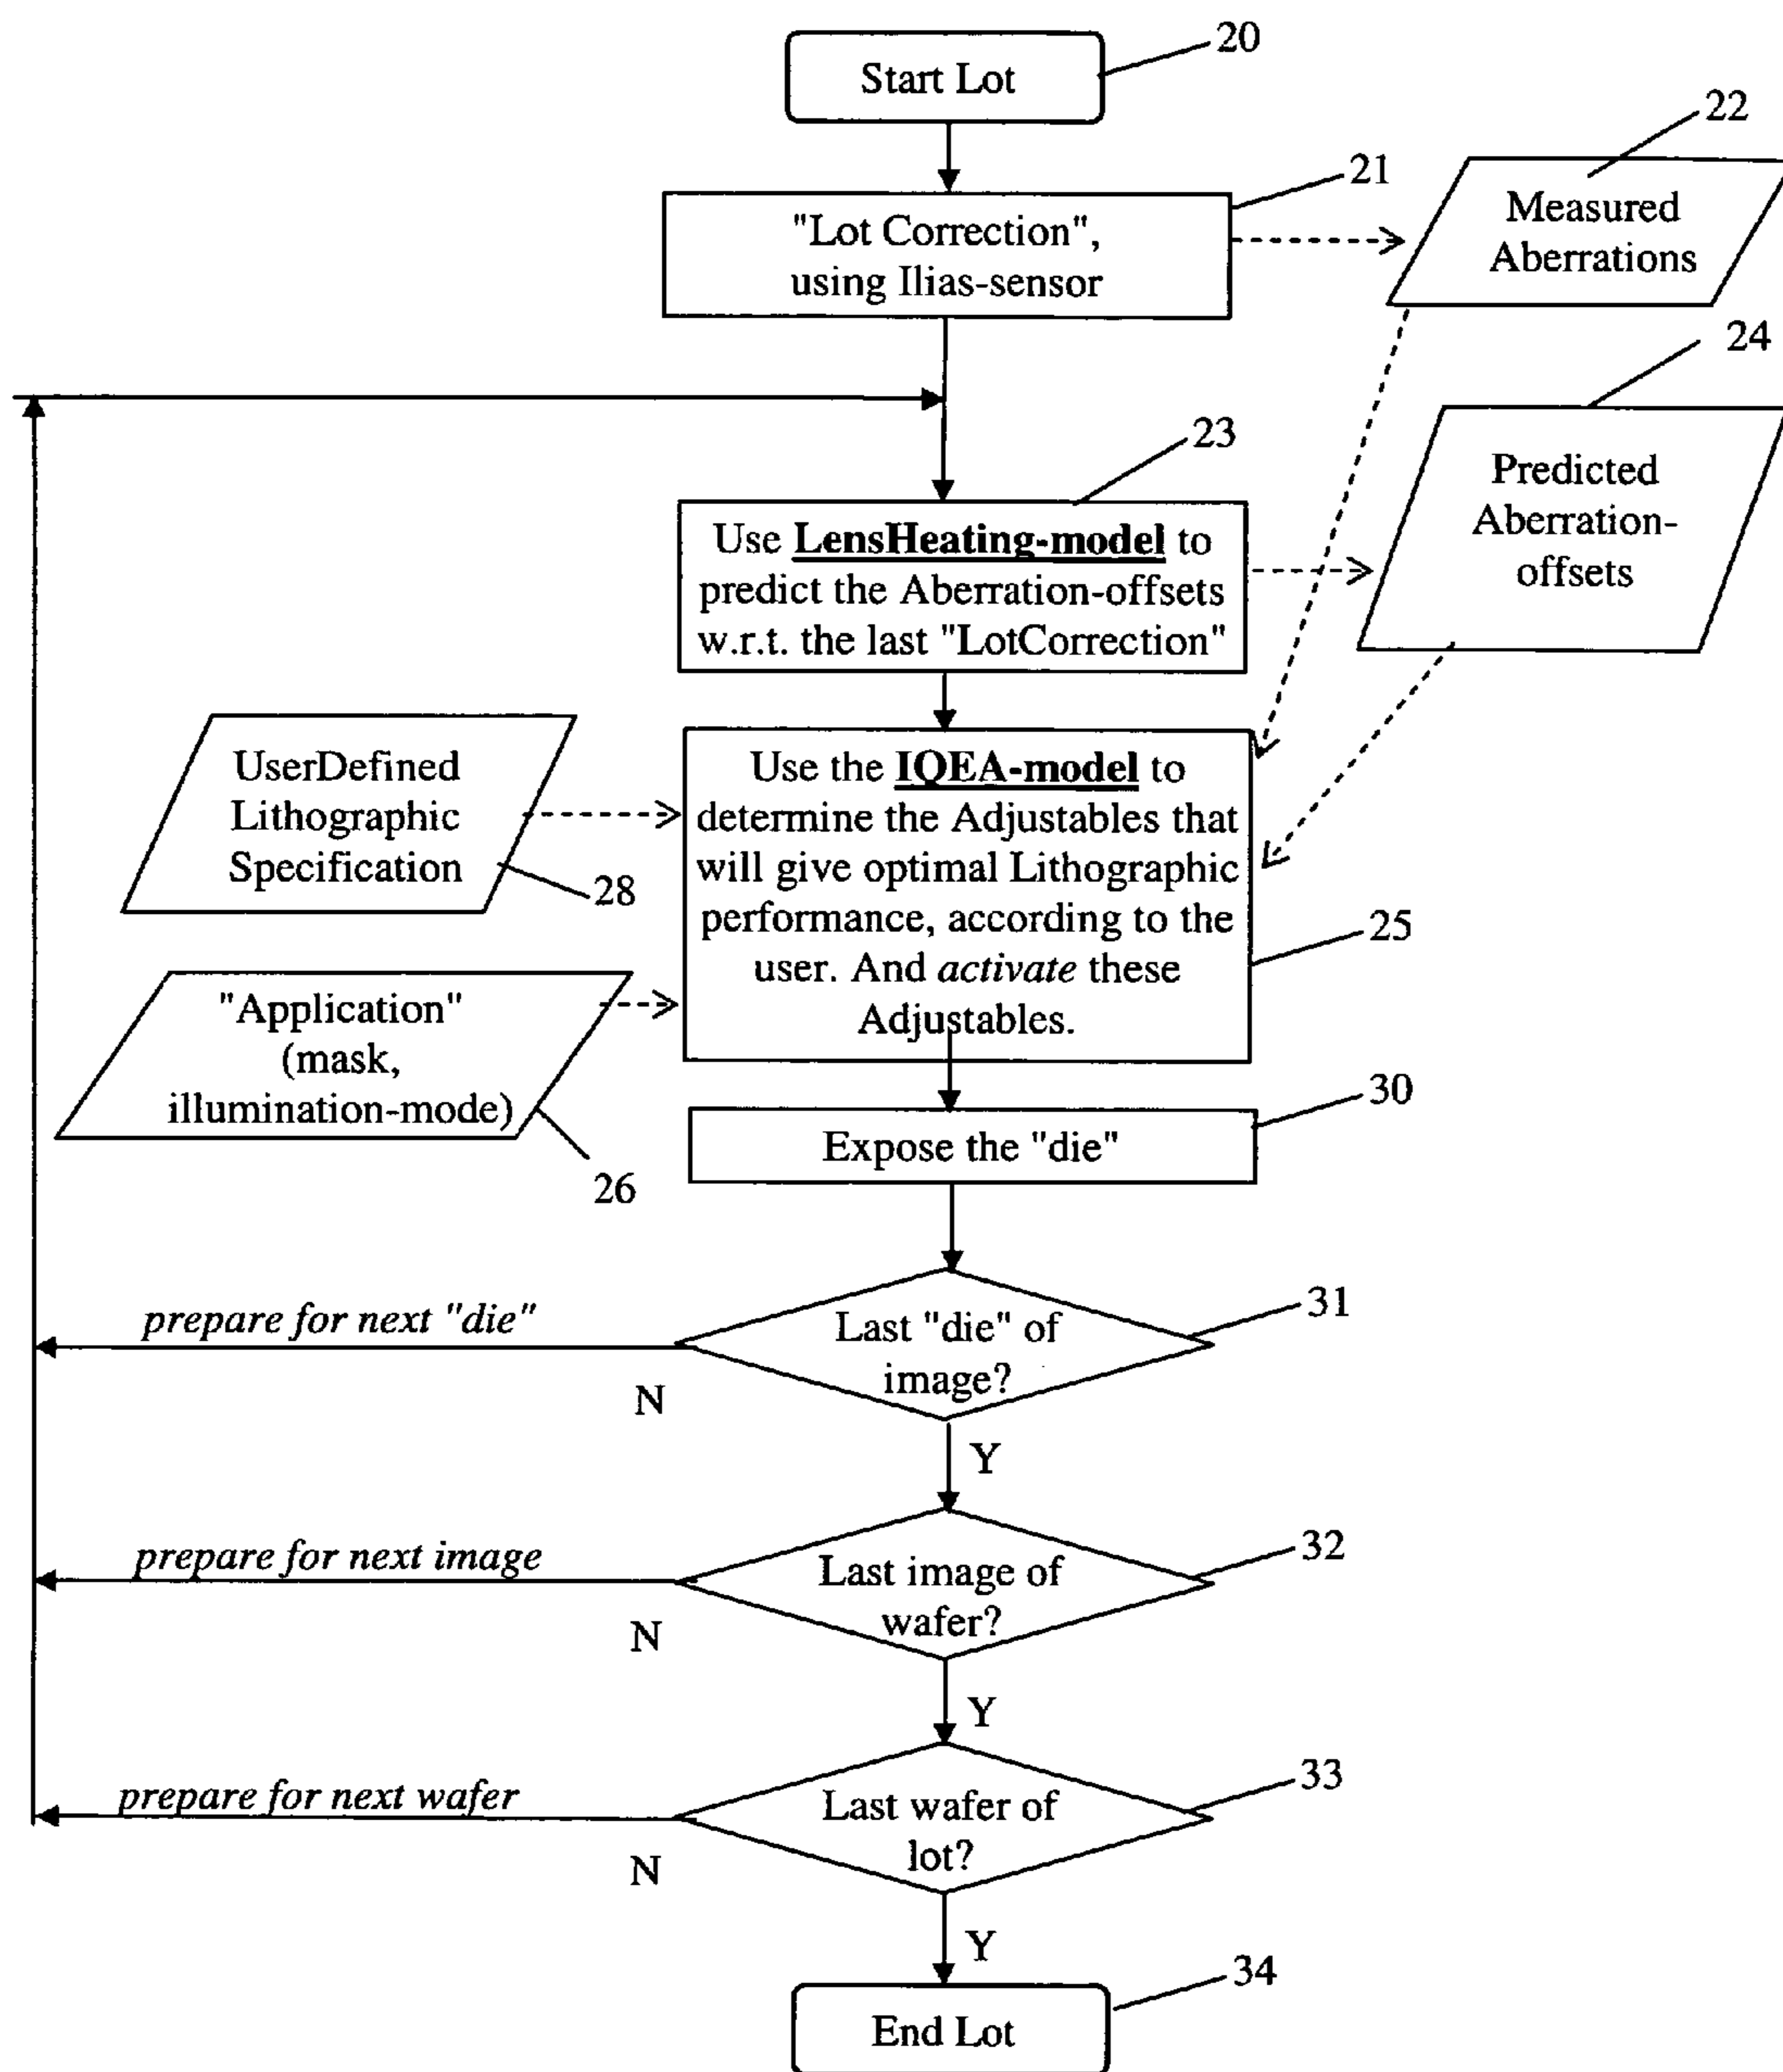 20
Start Lot
22
21
"Lot Correction",
using Ilias-sensor
Measured
Aberrations
24
23
Use LensHeating-model to
predict the Aberration-offsets
w.r.t. the last "LotCorrection"
Predicted
Aberration-
offsets
UserDefined
Lithographic
Specification
28
Use the IQEA-model to
determine the Adjustables that
will give optimal Lithographic
performance, according to the
user. And activate these
Adjustables.
25
"Application"
(mask,
illumination-mode)
26
30
Expose the "die"
31
prepare for next "die"
Last "die" of
image?
N
Y
32
prepare for next image
Last image of
wafer?
N
Y
33
prepare for next wafer
Last wafer of
lot?
N
Y
34
End Lot